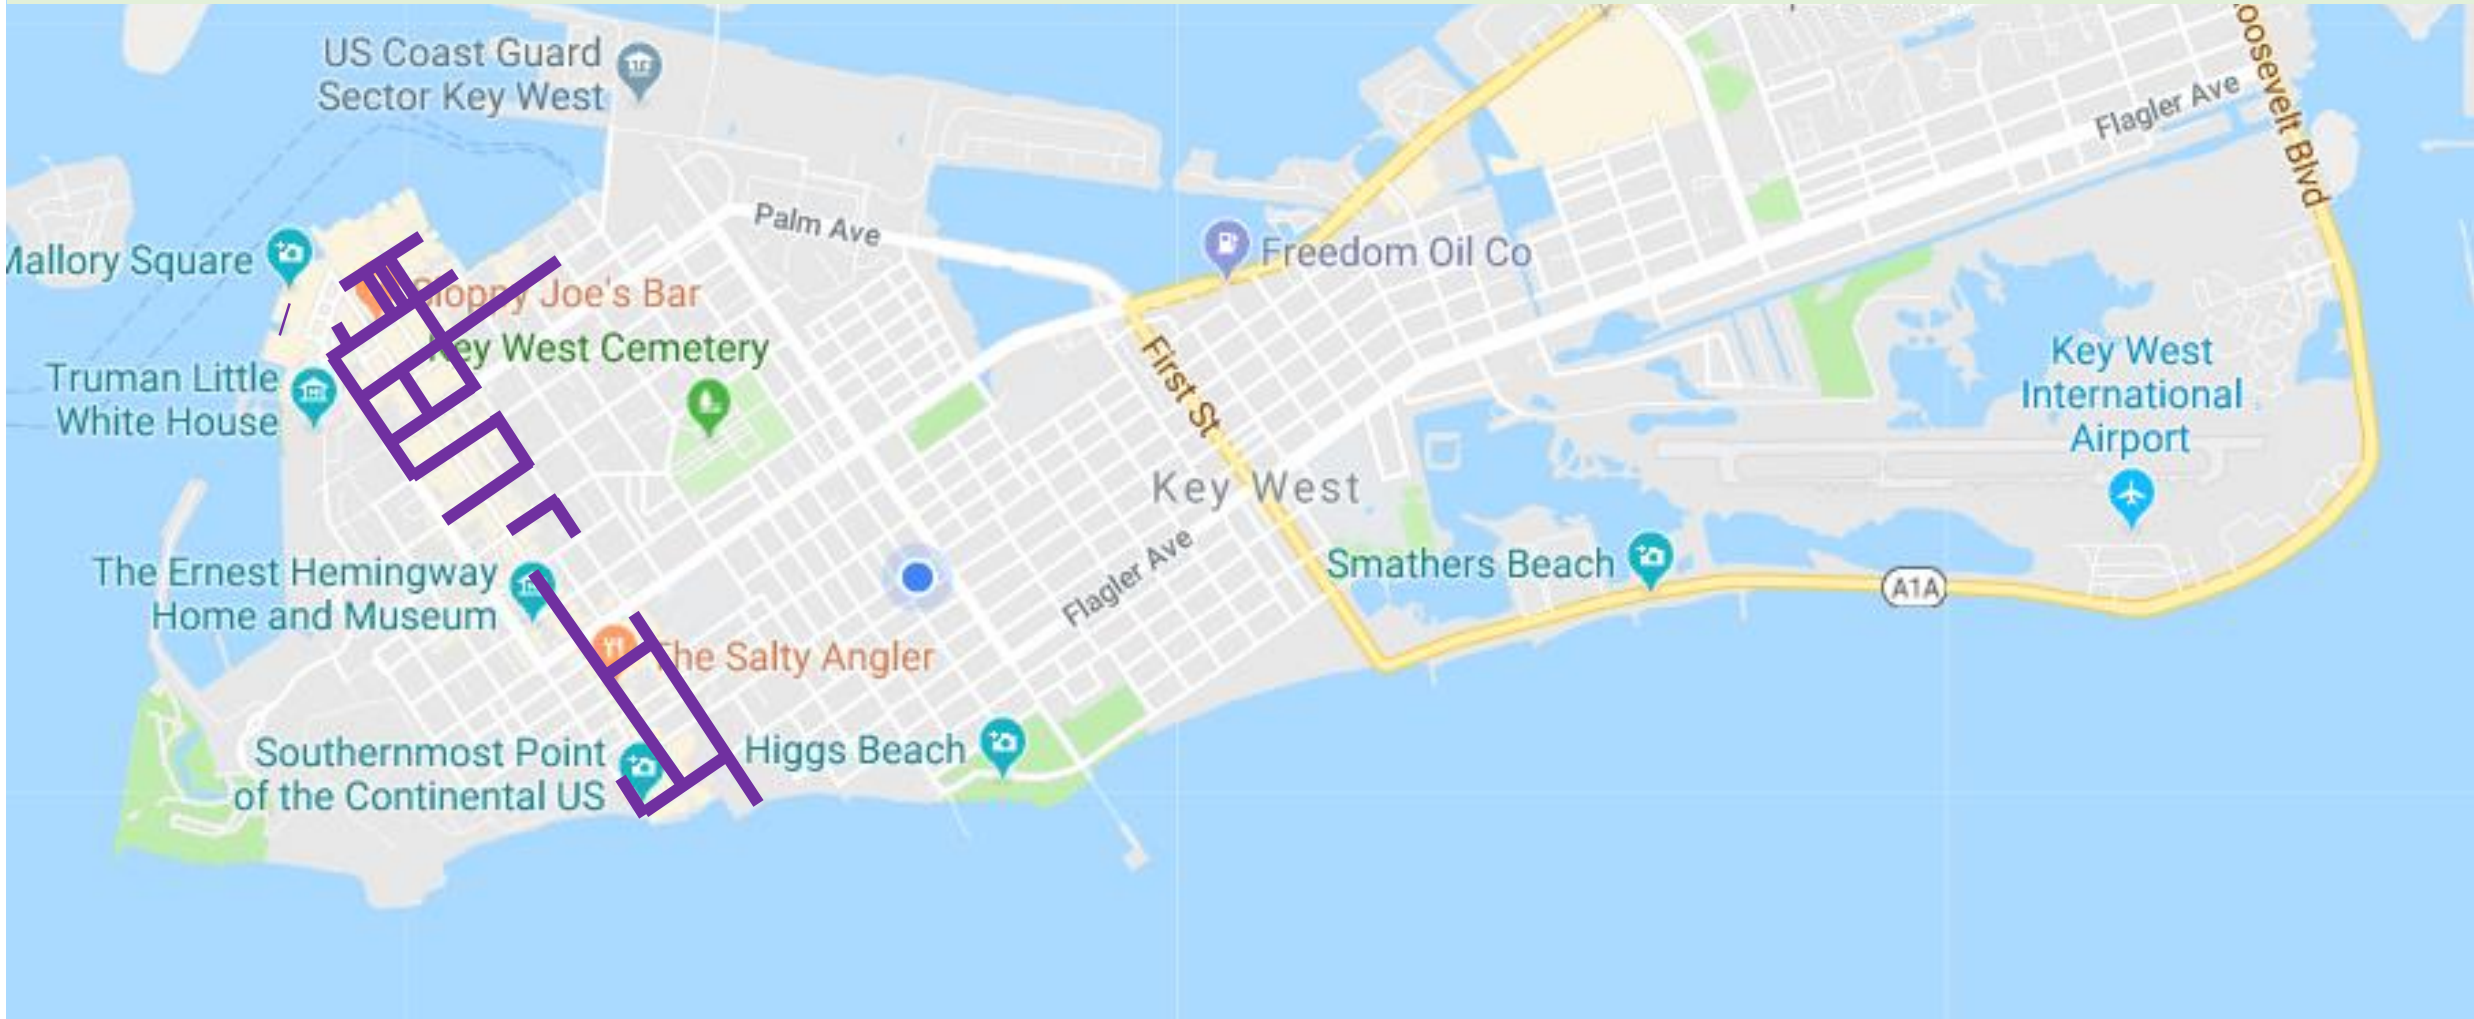 US Coast Guard
Sector Key West
Palm Ave
Flagler Ave
Roosevelt Blvd
Mallory Square
Sloppy Joe's Bar
Freedom Oil Co
Key West Cemetery
First St
Truman Little
White House
Key West
International
Airport
Key West
The Ernest Hemingway
Home and Museum
Flagler Ave
Smathers Beach
A1A
The Salty Angler
Southernmost Point
of the Continental US
Higgs Beach